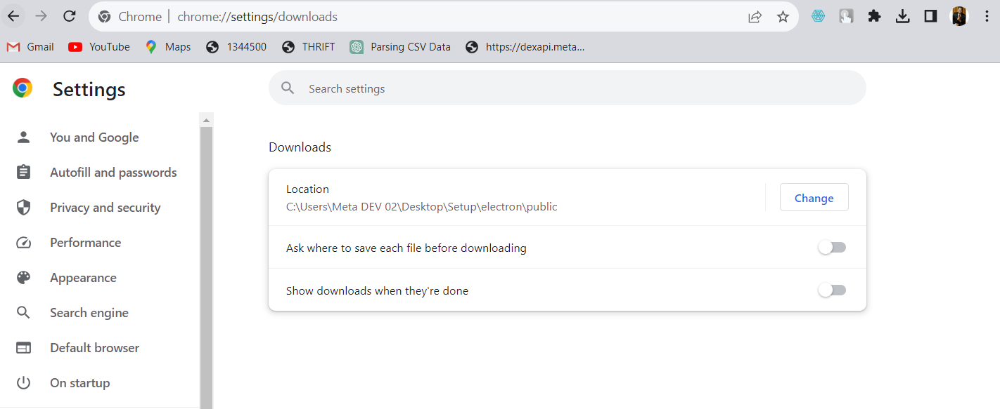 Chrome | chrome://settings/downloads
Gmail YouTube Maps 1344500 THRIFT Parsing CSV Data https://dexapi.meta...
Settings
Search settings
You and Google
Autofill and passwords
Privacy and security
Performance
Appearance
Search engine
Default browser
On startup
Downloads
Location
C:\Users\Meta DEV 02\Desktop\Setup\electron\public
Change
Ask where to save each file before downloading
Show downloads when they're done